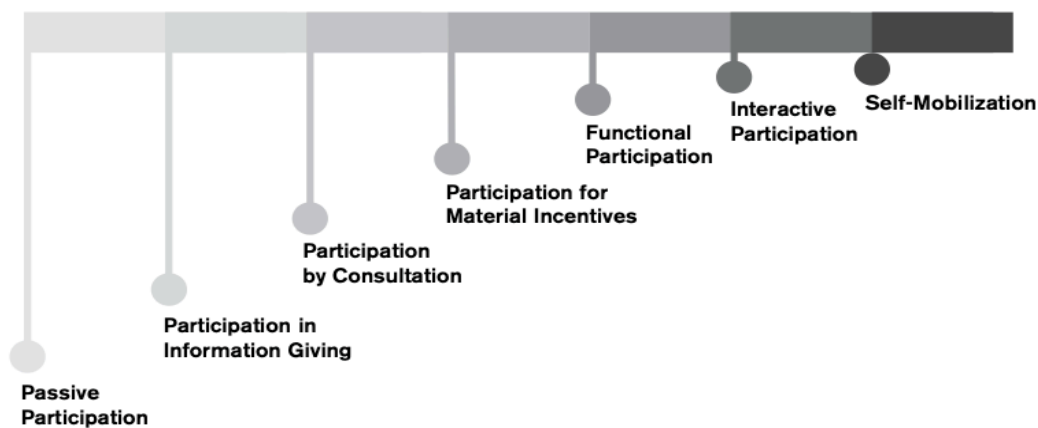 Passive
Participation
Participation in
Information Giving
Participation
by Consultation
Participation for
Material Incentives
Functional
Participation
Interactive
Participation
Self-Mobilization